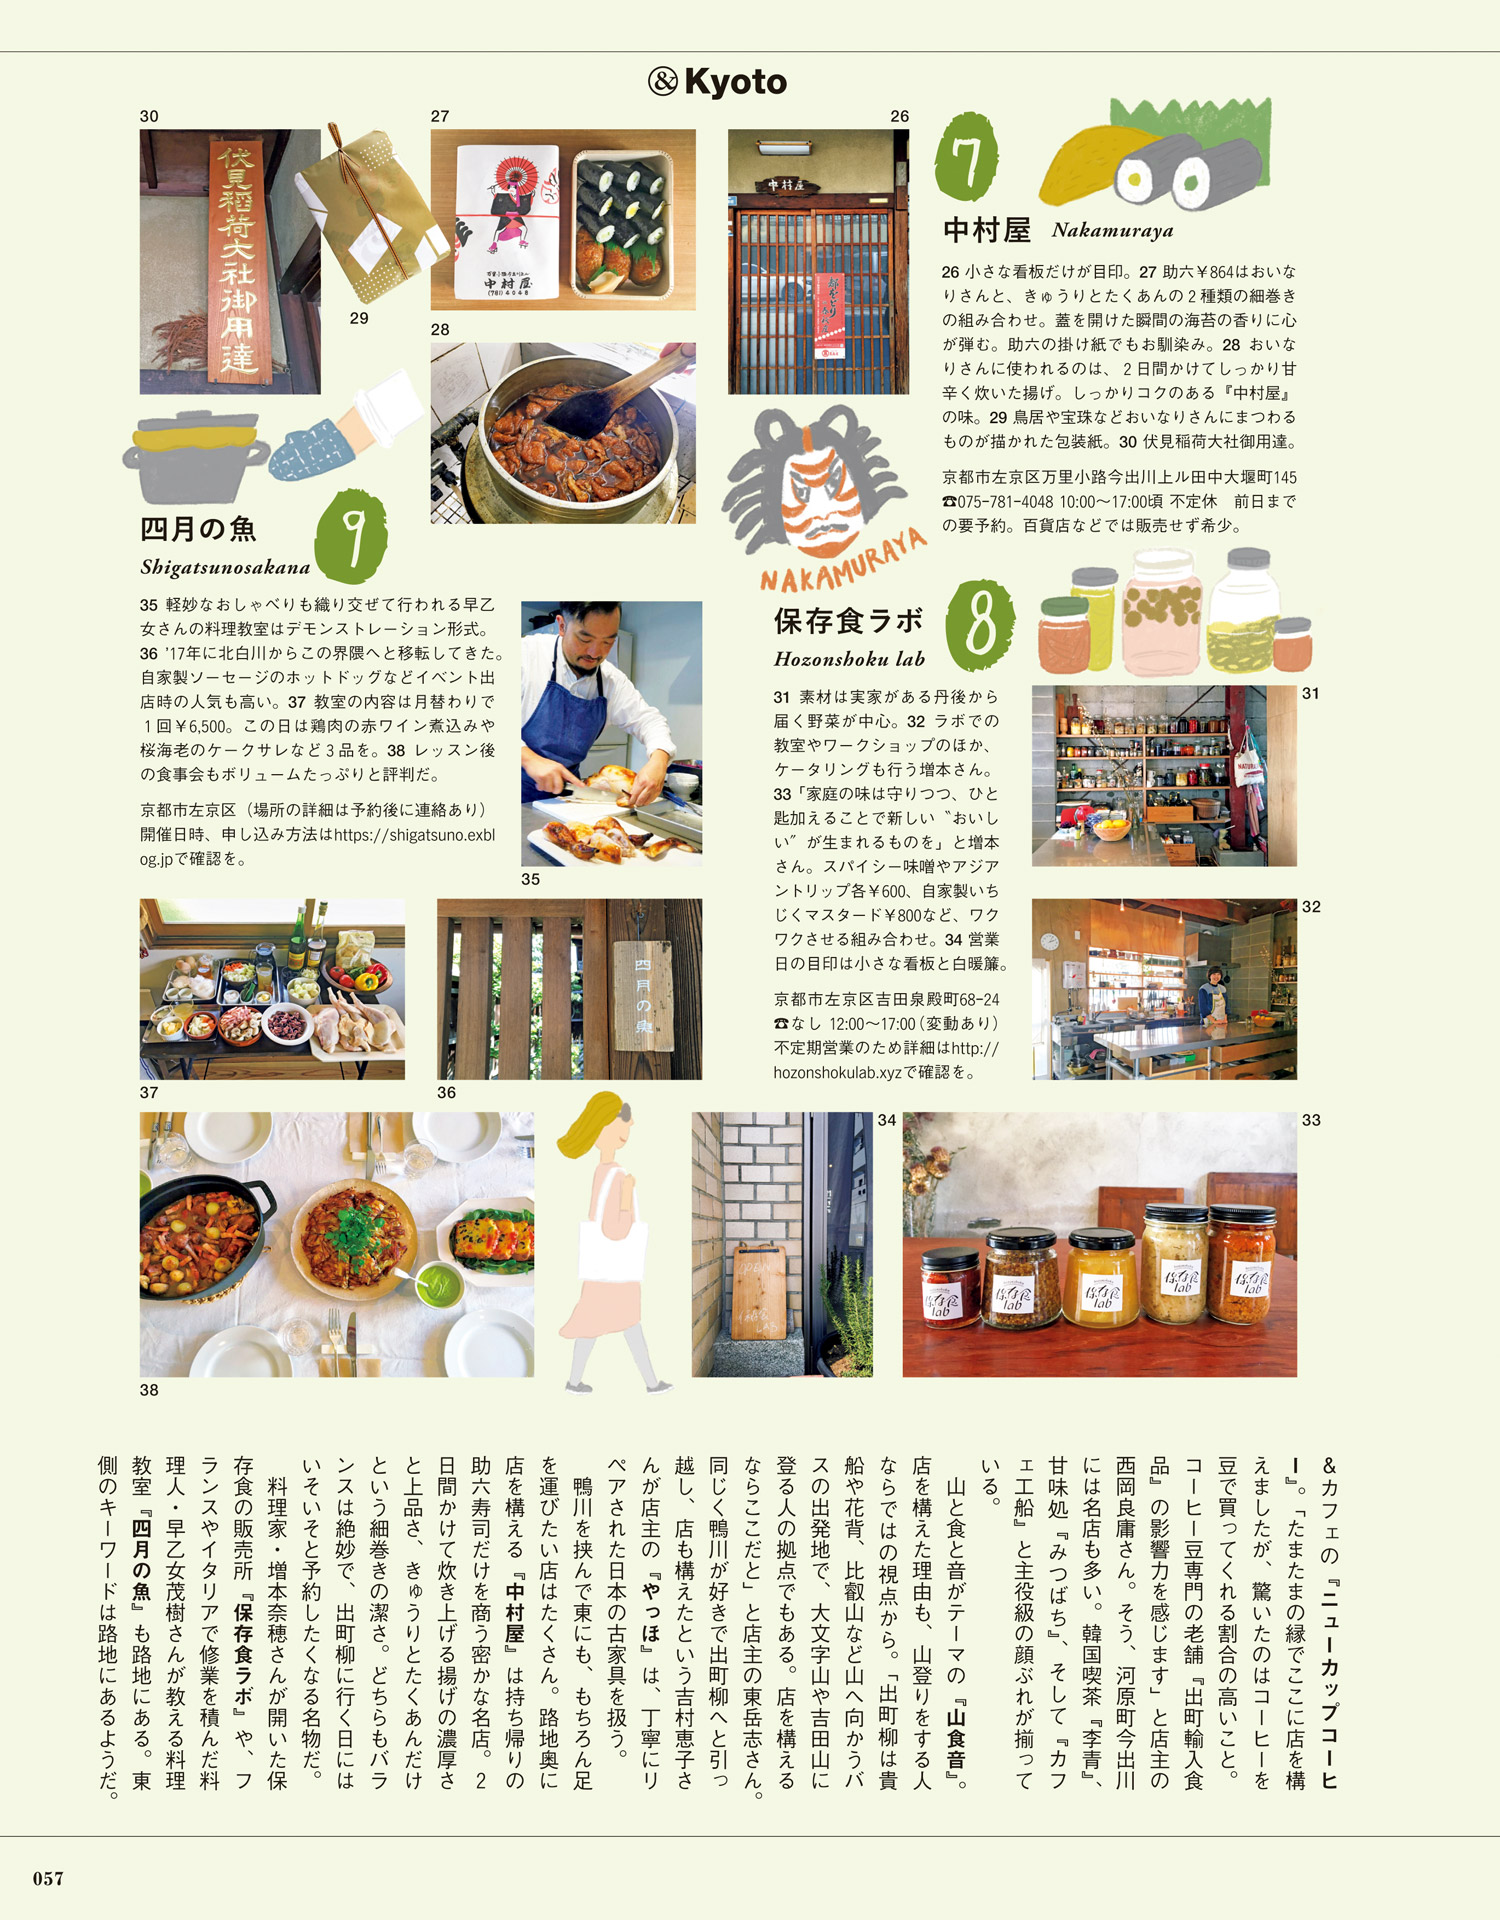 &Kyoto
30
27
26
29
28
伏見稲荷大社御用達
中村屋
(781)4048
中村屋
7
中村屋 Nakamuraya
26 小さな看板だけが目印。27 助六¥864はおいな
りさんと、きゅうりとたくあんの2種類の細巻き
の組み合わせ。蓋を開けた瞬間の海苔の香りに心
が弾む。助六の掛け紙でもお馴染み。28 おいな
りさんに使われるのは、2日間かけてしっかり甘
辛く炊いた揚げ。しっかりコクのある『中村屋』
の味。29 鳥居や宝珠などおいなりさんにまつわる
ものが描かれた包装紙。30 伏見稲荷大社御用達。
京都市左京区万里小路今出川上ル田中大堰町145
☎075-781-4048 10:00〜17:00頃 不定休 前日まで
の要予約。百貨店などでは販売せず希少。
NAKAMURAYA
8
保存食ラボ
Hozonshoku lab
31 素材は実家がある丹後から
届く野菜が中心。32 ラボでの
教室やワークショップのほか、
ケータリングも行う増本さん。
33「家庭の味は守りつつ、ひと
匙加えることで新しい〝おいし
い〟が生まれるものを」と増本
さん。スパイシー味噌やアジア
ントリップ各¥600、自家製いち
じくマスタード¥800など、ワク
ワクさせる組み合わせ。34 営業
日の目印は小さな看板と白暖簾。
京都市左京区吉田泉殿町68-24
☎なし 12:00〜17:00(変動あり)
不定期営業のため詳細はhttp://
hozonshokulab.xyzで確認を。
31
32
33
34
保存食lab
保存食lab
保存食lab
保存食lab
保存食lab
9
四月の魚
Shigatsunosakana
35 軽妙なおしゃべりも織り交ぜて行われる早乙
女さんの料理教室はデモンストレーション形式。
36 '17年に北白川からこの界隈へと移転してきた。
自家製ソーセージのホットドッグなどイベント出
店時の人気も高い。37 教室の内容は月替わりで
1回¥6,500。この日は鶏肉の赤ワイン煮込みや
桜海老のケークサレなど3品を。38 レッスン後
の食事会もボリュームたっぷりと評判だ。
京都市左京区(場所の詳細は予約後に連絡あり)
開催日時、申し込み方法はhttps://shigatsuno.exbl
og.jpで確認を。
35
四月の魚
37
36
38
&カフェの『ニューカップコーヒ
ー』。「たまたまの縁でここに店を構
えましたが、驚いたのはコーヒーを
豆で買ってくれる割合の高いこと。
コーヒー豆専門の老舗『出町輸入食
品』の影響力を感じます」と店主の
西岡良庸さん。そう、河原町今出川
には名店も多い。韓国喫茶『李青』、
甘味処『みつばち』、そして『カフ
ェ工船』と主役級の顔ぶれが揃って
いる。
山と食と音がテーマの『山食音』。
店を構えた理由も、山登りをする人
ならではの視点から。「出町柳は貴
船や花背、比叡山など山へ向かうバ
スの出発地で、大文字山や吉田山に
登る人の拠点でもある。店を構える
ならここだと」と店主の東岳志さん。
同じく鴨川が好きで出町柳へと引っ
越し、店も構えたという吉村恵子さ
んが店主の『やっほ』は、丁寧にリ
ペアされた日本の古家具を扱う。
鴨川を挟んで東にも、もちろん足
を運びたい店はたくさん。路地奥に
店を構える『中村屋』は持ち帰りの
助六寿司だけを商う密かな名店。2
日間かけて炊き上げる揚げの濃厚さ
と上品さ、きゅうりとたくあんだけ
という細巻きの潔さ。どちらもバラ
ンスは絶妙で、出町柳に行く日には
いそいそと予約したくなる名物だ。
料理家・増本奈穂さんが開いた保
存食の販売所『保存食ラボ』や、フ
ランスやイタリアで修業を積んだ料
理人・早乙女茂樹さんが教える料理
教室『四月の魚』も路地にある。東
側のキーワードは路地にあるようだ。
057